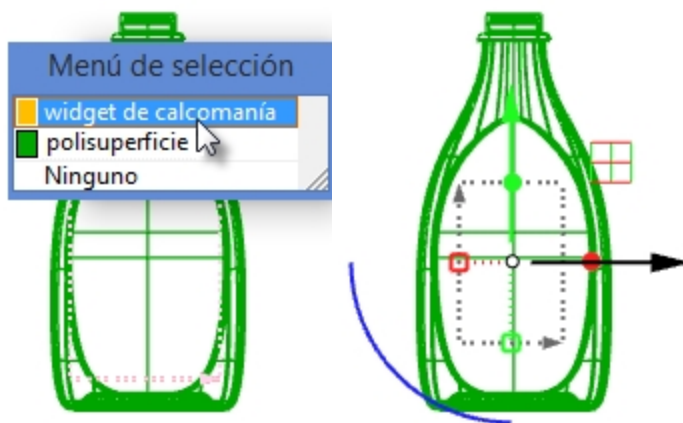 Menú de selección
widget de calcomanía
polisuperficie
Ninguno